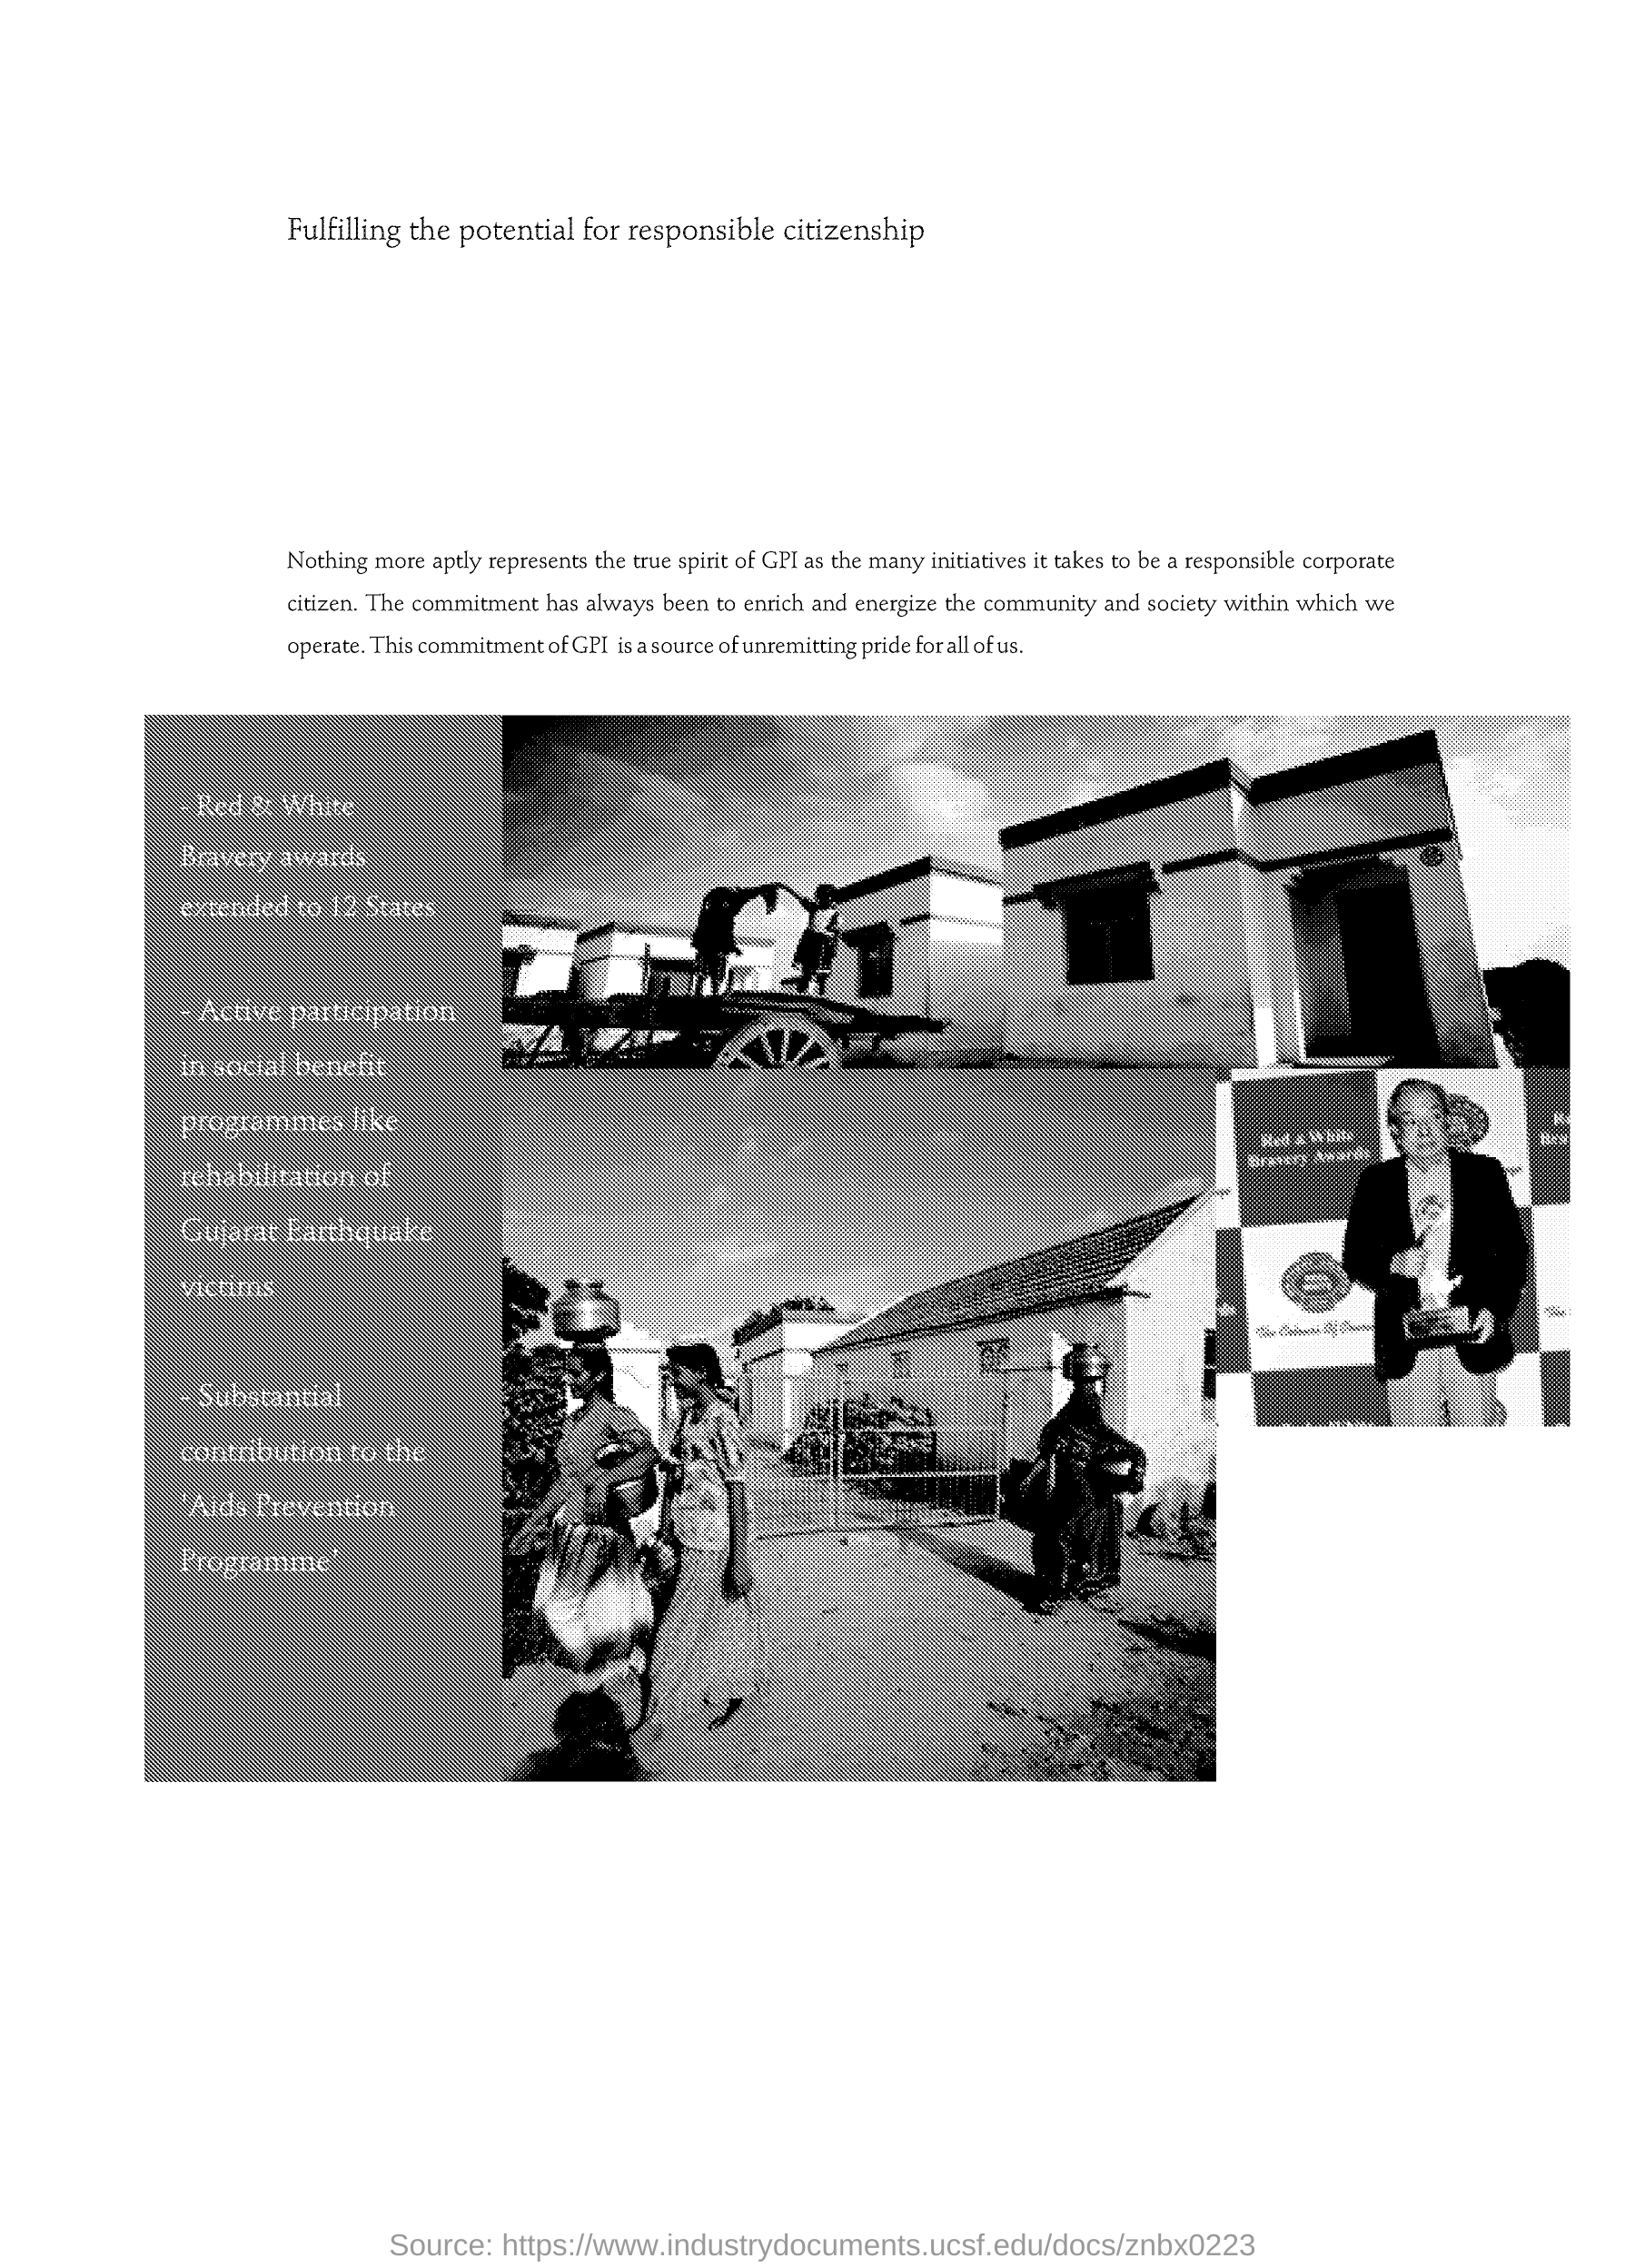 Fulfilling the potential for responsible citizenship
Nothing more aptly represents the true spirit of GPI as the many initiatives it takes to be a responsible corporate
citizen. The commitment has always been to enrich and energize the community and society within which we
operate. This commitment of GPI is a source of unremitting pride for all of us.
- Red & White
Bravery awards
extended to 12 States
- Active participation
in social benefit
programmes like
rehabilitation of
Gujarat Earthquake
victims
- Substantial
contribution to the
'Aids Prevention
Programme'
Red & White
Bravery Awards
Source: https://www.industrydocuments.ucsf.edu/docs/znbx0223